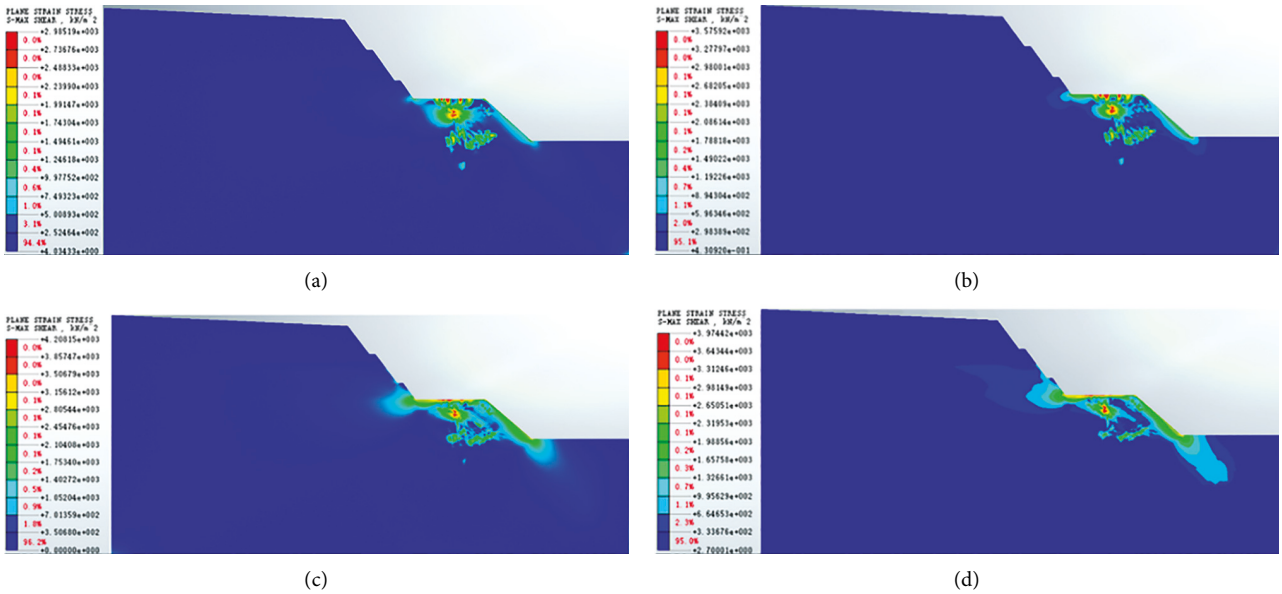 PLANE STRAIN STRESS
S-MAX SHEAR , kN/m^2
+2.98519e+003
0.0%
+2.73676e+003
0.0%
+2.48833e+003
0.0%
+2.23990e+003
0.1%
+1.99147e+003
0.1%
+1.74304e+003
0.1%
+1.49461e+003
0.1%
+1.24618e+003
0.4%
+9.97752e+002
0.6%
+7.49323e+002
1.0%
+5.00893e+002
3.1%
+2.52464e+002
94.4%
+4.03433e+000
(a)
PLANE STRAIN STRESS
S-MAX SHEAR , kN/m^2
+3.57592e+003
0.0%
+3.27797e+003
0.0%
+2.98001e+003
0.1%
+2.68205e+003
0.1%
+2.38409e+003
0.1%
+2.08614e+003
0.1%
+1.78818e+003
0.2%
+1.49022e+003
0.4%
+1.19226e+003
0.7%
+8.94304e+002
1.1%
+5.96346e+002
2.0%
+2.98389e+002
95.1%
+4.30920e-001
(b)
PLANE STRAIN STRESS
S-MAX SHEAR , kN/m^2
+4.20815e+003
0.0%
+3.85747e+003
0.0%
+3.50679e+003
0.0%
+3.15612e+003
0.1%
+2.80544e+003
0.1%
+2.45476e+003
0.1%
+2.10408e+003
0.1%
+1.75340e+003
0.2%
+1.40272e+003
0.5%
+1.05204e+003
0.9%
+7.01359e+002
1.8%
+3.50680e+002
96.2%
+0.00000e+000
(c)
PLANE STRAIN STRESS
S-MAX SHEAR , kN/m^2
+3.97442e+003
0.0%
+3.64344e+003
0.0%
+3.31246e+003
0.1%
+2.98149e+003
0.1%
+2.65051e+003
0.1%
+2.31953e+003
0.1%
+1.98856e+003
0.2%
+1.65758e+003
0.3%
+1.32661e+003
0.7%
+9.95629e+002
1.1%
+6.64653e+002
2.3%
+3.33676e+002
95.0%
+2.70001e+000
(d)